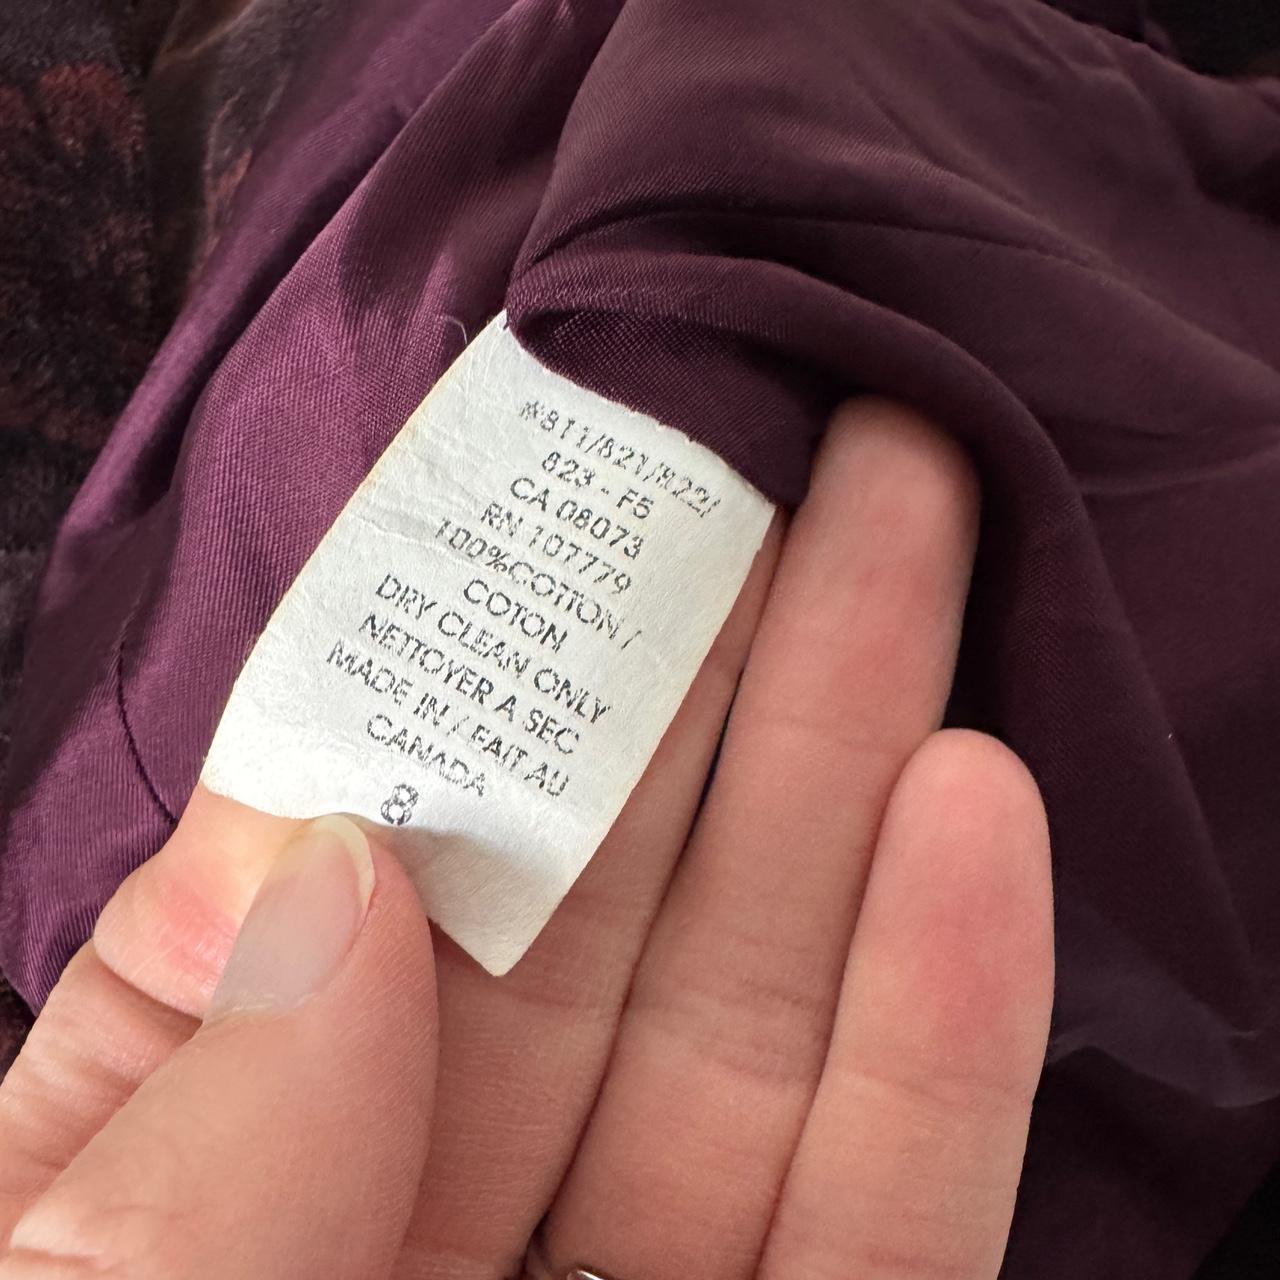 #811/821/822/
823 - F5
CA 08073
RN 107779
100%COTTON /
COTON
DRY CLEAN ONLY
NETTOYER A SEC
MADE IN / FAIT AU
CANADA
8